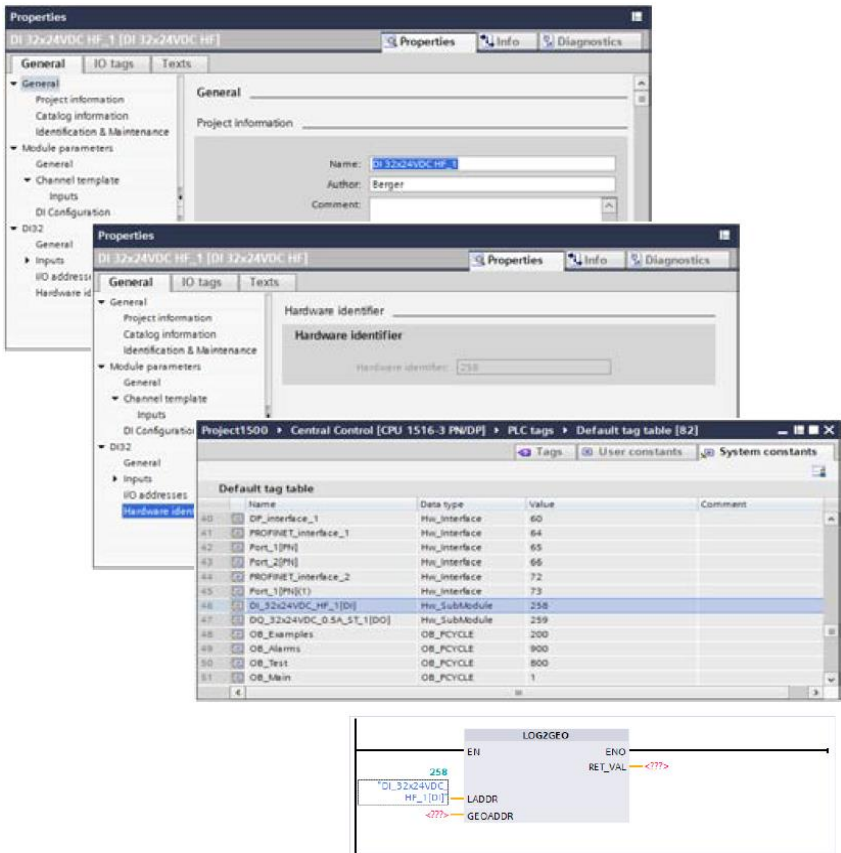 Properties
DI 32x24VDC HF_1 [DI 32x24VDC HF]
Properties
Info
Diagnostics
General
IO tags
Texts
General
Project information
Catalog information
Identification & Maintenance
Module parameters
General
Channel template
Inputs
DI Configuration
DI32
General
Inputs
I/O addresse
Hardware id
General
Project information
Name: DI 32x24VDC HF_1
Author: Berger
Comment:
Properties
DI 32x24VDC HF_1 [DI 32x24VDC HF]
Properties
Info
Diagnostics
General
IO tags
Texts
General
Project information
Catalog information
Identification & Maintenance
Module parameters
General
Channel template
Inputs
DI Configuration
DI32
General
Inputs
I/O addresses
Hardware ident
Hardware identifier
Hardware identifier
Hardware identifier: 258
Project1500 Central Control [CPU 1516-3 PN/DP] PLC tags Default tag table [82]
Tags
User constants
System constants
Default tag table
Name Data type Value Comment
40 DP_interface_1 Hw_Interface 60
41 PROFINET_interface_1 Hw_Interface 64
42 Port_1[PN] Hw_Interface 65
43 Port_2[PN] Hw_Interface 66
44 PROFINET_interface_2 Hw_Interface 72
45 Port_1[PN](1) Hw_Interface 73
46 DI_32x24VDC_HF_1[DI] Hw_SubModule 258
47 DQ_32x24VDC_0.5A_ST_1[DO] Hw_SubModule 259
48 OB_Examples OB_PCYCLE 200
49 OB_Alarms OB_PCYCLE 900
50 OB_Test OB_PCYCLE 800
51 OB_Main OB_PCYCLE 1
LOG2GEO
EN ENO
RET_VAL <???>
258
"DI_32x24VDC_
HF_1[DI]" LADDR
<???> GEOADDR